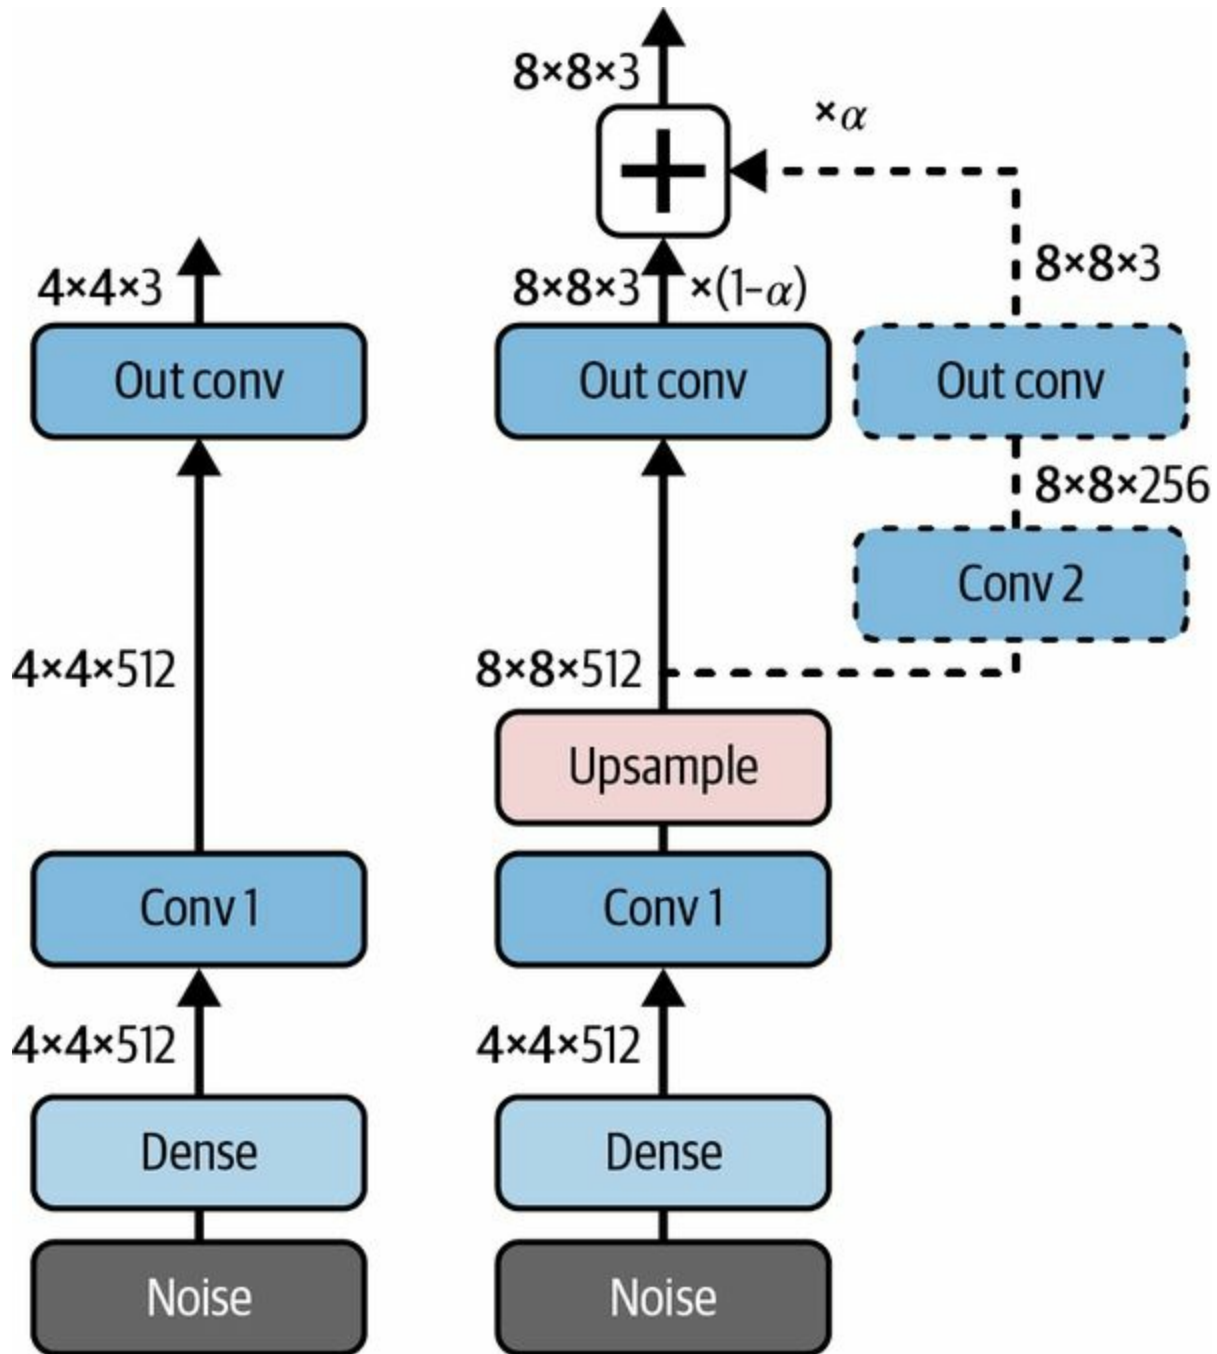 8×8×3
×α
4×4×3
8×8×3
×(1-α)
8×8×3
Out conv
Out conv
Out conv
8×8×256
Conv 2
4×4×512
8×8×512
Upsample
Conv 1
Conv 1
4×4×512
4×4×512
Dense
Dense
Noise
Noise